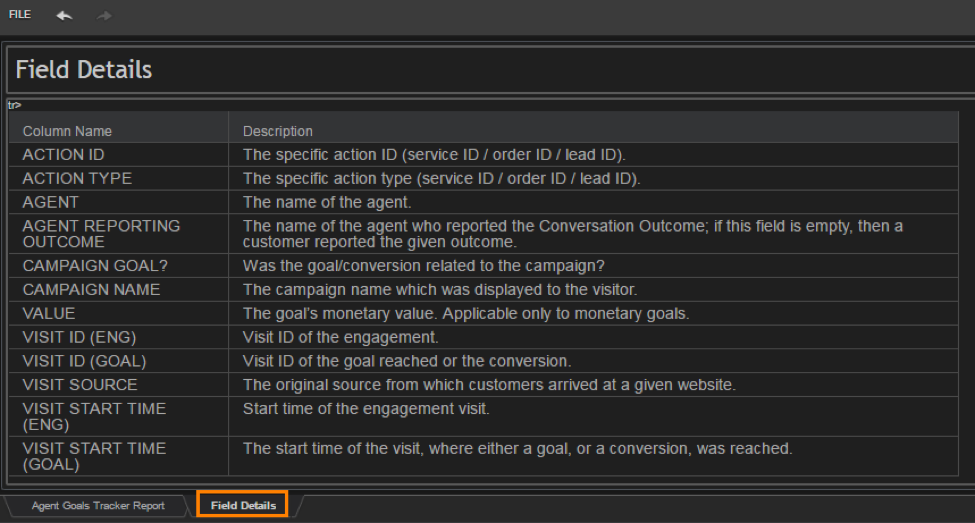 FILE
Field Details
tr>
Column Name Description
ACTION ID The specific action ID (service ID / order ID / lead ID).
ACTION TYPE The specific action type (service ID / order ID / lead ID).
AGENT The name of the agent.
AGENT REPORTING OUTCOME The name of the agent who reported the Conversation Outcome; if this field is empty, then a
customer reported the given outcome.
CAMPAIGN GOAL? Was the goal/conversion related to the campaign?
CAMPAIGN NAME The campaign name which was displayed to the visitor.
VALUE The goal's monetary value. Applicable only to monetary goals.
VISIT ID (ENG) Visit ID of the engagement.
VISIT ID (GOAL) Visit ID of the goal reached or the conversion.
VISIT SOURCE The original source from which customers arrived at a given website.
VISIT START TIME (ENG) Start time of the engagement visit.
VISIT START TIME (GOAL) The start time of the visit, where either a goal, or a conversion, was reached.
Agent Goals Tracker Report Field Details